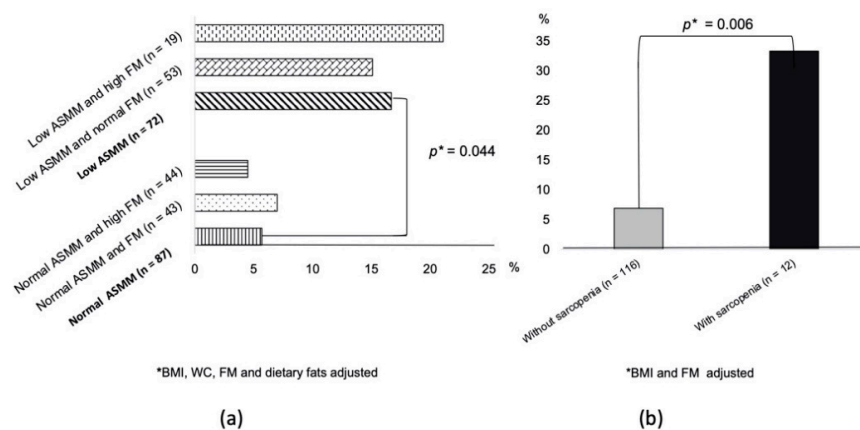 Low ASMM and high FM (n = 19)
Low ASMM and normal FM (n = 53)
Low ASMM (n = 72)
Normal ASMM and high FM (n = 44)
Normal ASMM and FM (n = 43)
Normal ASMM (n = 87)
p* = 0.044
0 5 10 15 20 25 %
*BMI, WC, FM and dietary fats adjusted
(a)
%
35
30
25
20
15
10
5
0
p* = 0.006
Without sarcopenia (n = 116)
With sarcopenia (n = 12)
*BMI and FM adjusted
(b)